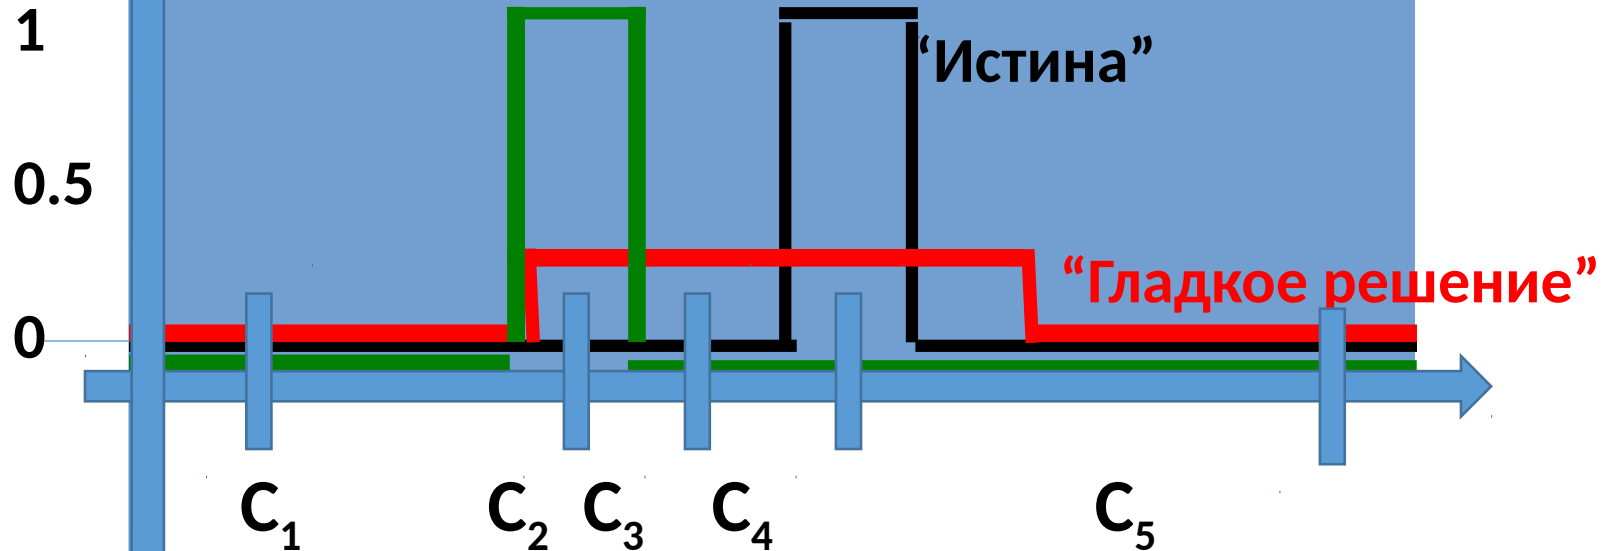 1
“Истина”
0.5
“Гладкое решение”
0
C1 C2 C3 C4 C5